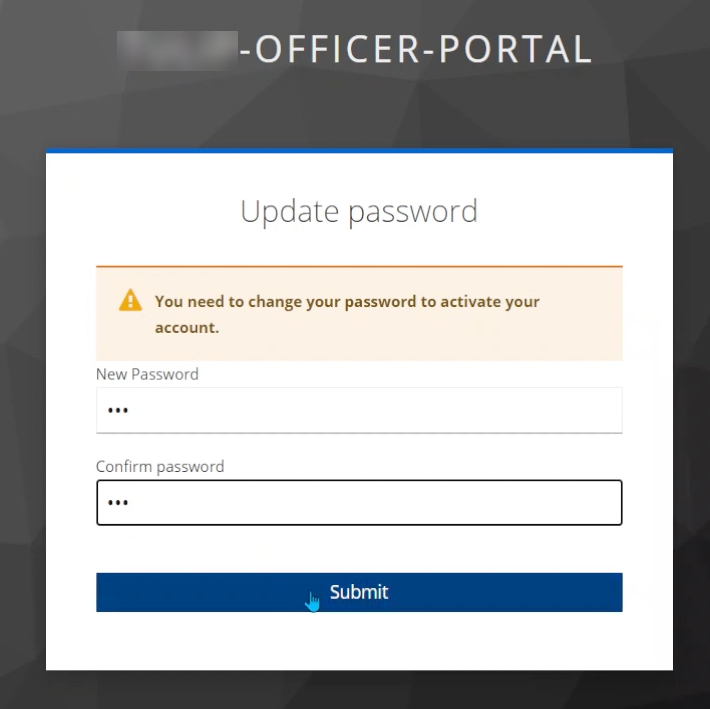 -OFFICER-PORTAL
Update password
You need to change your password to activate your
account.
New Password
•••
Confirm password
•••
Submit